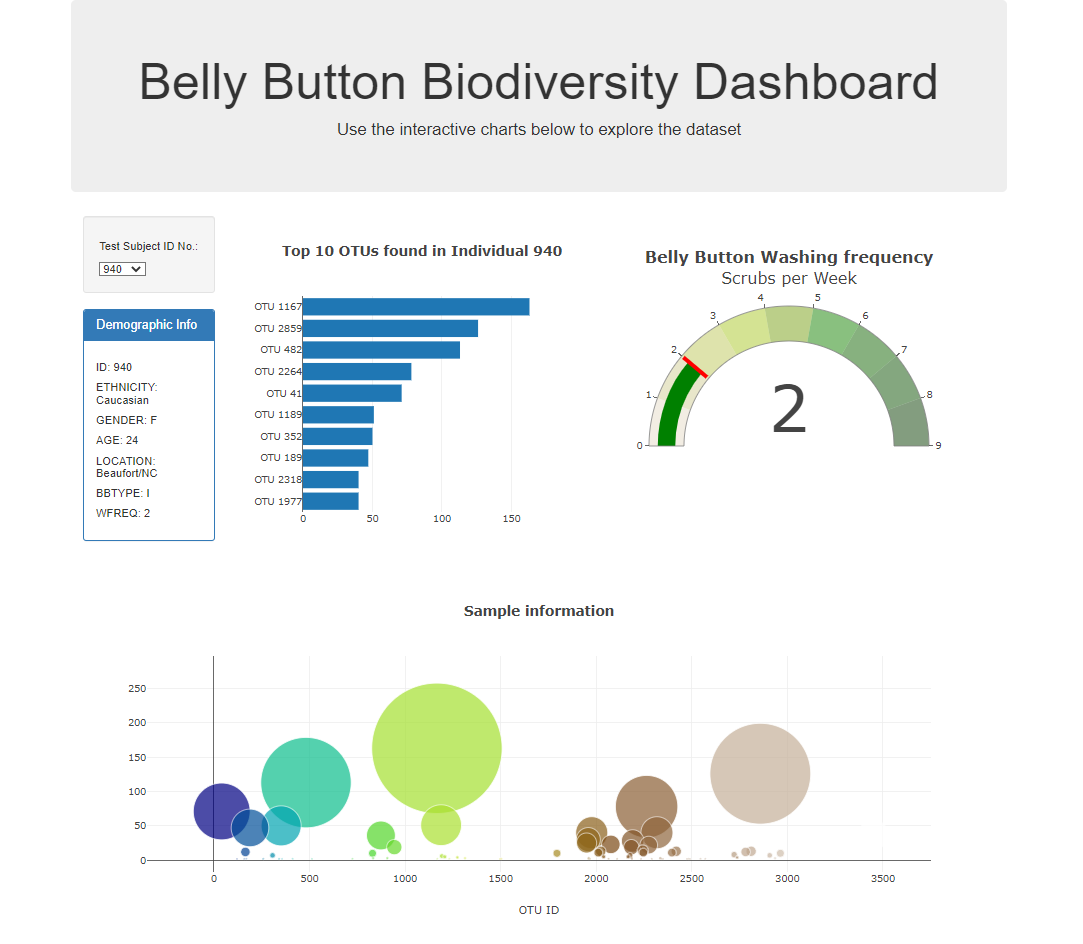 Belly Button Biodiversity Dashboard
Use the interactive charts below to explore the dataset
Test Subject ID No.:
940
Demographic Info
ID: 940
ETHNICITY:
Caucasian
GENDER: F
AGE: 24
LOCATION:
Beaufort/NC
BBTYPE: I
WFREQ: 2
Top 10 OTUs found in Individual 940
OTU 1167
OTU 2859
OTU 482
OTU 2264
OTU 41
OTU 1189
OTU 352
OTU 189
OTU 2318
OTU 1977
0 50 100 150
Belly Button Washing frequency
Scrubs per Week
0 1 2 3 4 5 6 7 8 9
2
Sample information
250
200
150
100
50
0
0 500 1000 1500 2000 2500 3000 3500
OTU ID